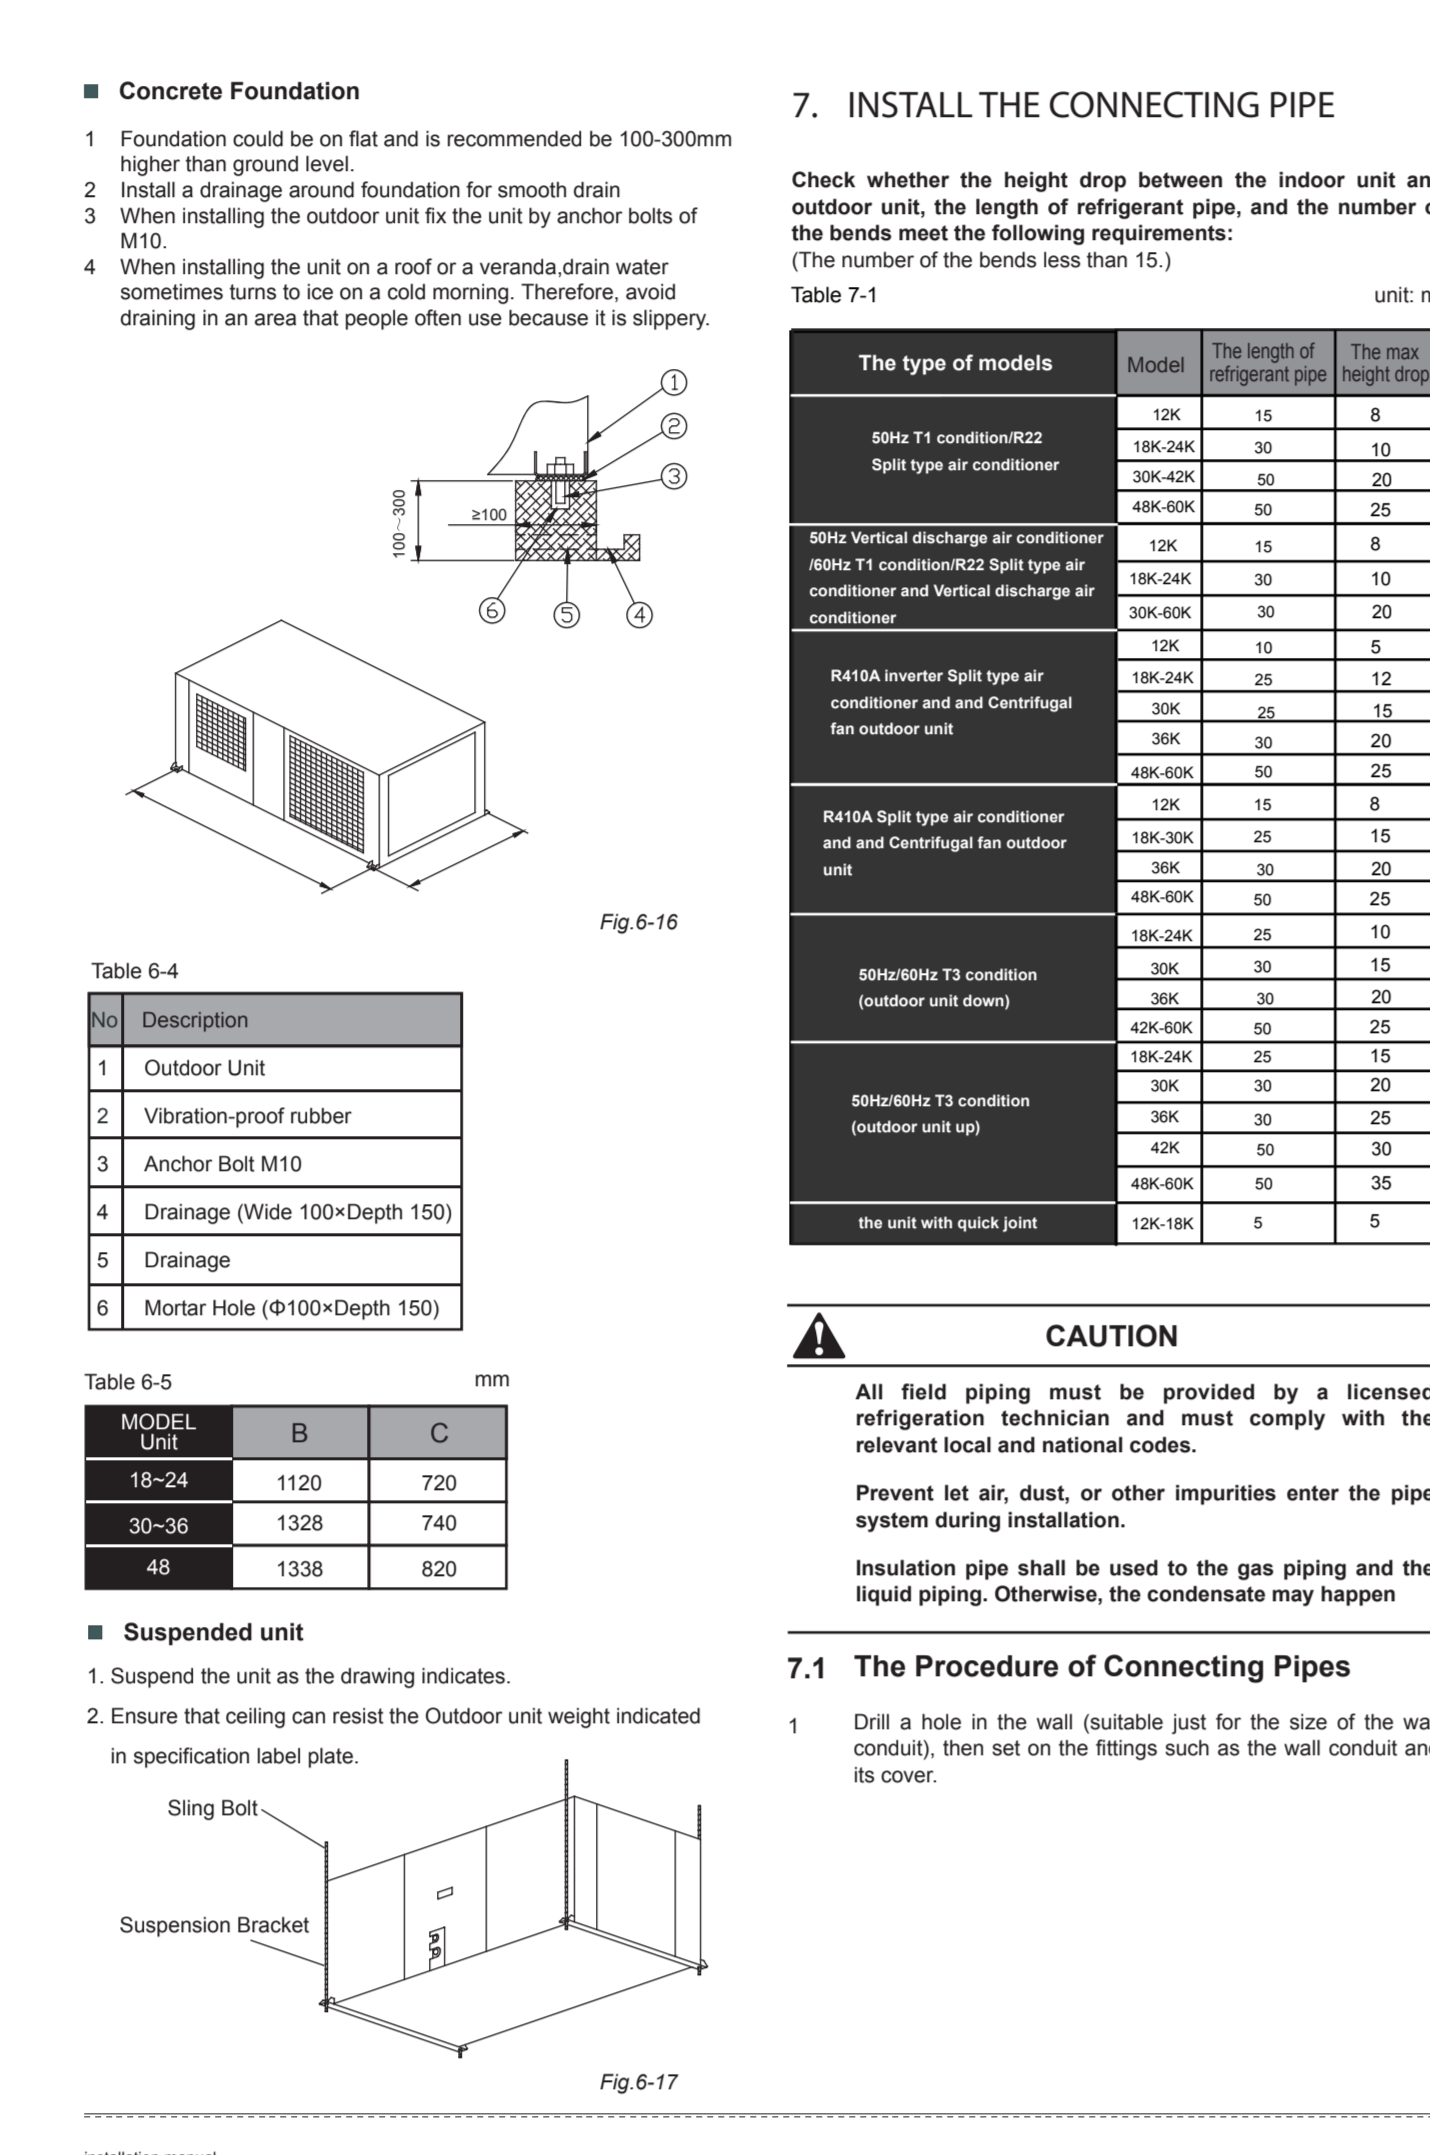 Concrete Foundation
1 Foundation could be on flat and is recommended be 100-300mm
higher than ground level.
2 Install a drainage around foundation for smooth drain
3 When installing the outdoor unit fix the unit by anchor bolts of
M10.
4 When installing the unit on a roof or a veranda,drain water
sometimes turns to ice on a cold morning. Therefore, avoid
draining in an area that people often use because it is slippery.
1
2
3
100~300
≥100
6
5
4
Fig.6-16
Table 6-4
No Description
1 Outdoor Unit
2 Vibration-proof rubber
3 Anchor Bolt M10
4 Drainage (Wide 100×Depth 150)
5 Drainage
6 Mortar Hole (Φ100×Depth 150)
Table 6-5 mm
MODEL
Unit B C
18~24 1120 720
30~36 1328 740
48 1338 820
Suspended unit
1. Suspend the unit as the drawing indicates.
2. Ensure that ceiling can resist the Outdoor unit weight indicated
in specification label plate.
Sling Bolt
Suspension Bracket
Fig.6-17
7. INSTALL THE CONNECTING PIPE
Check whether the height drop between the indoor unit an
outdoor unit, the length of refrigerant pipe, and the number
the bends meet the following requirements:
(The number of the bends less than 15.)
Table 7-1 unit:
The type of models Model The length of
refrigerant pipe The max
height drop
50Hz T1 condition/R22
Split type air conditioner
12K 15 8
18K-24K 30 10
30K-42K 50 20
48K-60K 50 25
50Hz Vertical discharge air conditioner
/60Hz T1 condition/R22 Split type air
conditioner and Vertical discharge air
conditioner
12K 15 8
18K-24K 30 10
30K-60K 30 20
R410A inverter Split type air
conditioner and and Centrifugal
fan outdoor unit
12K 10 5
18K-24K 25 12
30K 25 15
36K 30 20
48K-60K 50 25
R410A Split type air conditioner
and and Centrifugal fan outdoor
unit
12K 15 8
18K-30K 25 15
36K 30 20
48K-60K 50 25
50Hz/60Hz T3 condition
(outdoor unit down)
18K-24K 25 10
30K 30 15
36K 30 20
42K-60K 50 25
50Hz/60Hz T3 condition
(outdoor unit up)
18K-24K 25 15
30K 30 20
36K 30 25
42K 50 30
48K-60K 50 35
the unit with quick joint 12K-18K 5 5
CAUTION
All field piping must be provided by a licensed
refrigeration technician and must comply with the
relevant local and national codes.
Prevent let air, dust, or other impurities enter the pipe
system during installation.
Insulation pipe shall be used to the gas piping and the
liquid piping. Otherwise, the condensate may happen
7.1 The Procedure of Connecting Pipes
1 Drill a hole in the wall (suitable just for the size of the wa
conduit), then set on the fittings such as the wall conduit and
its cover.